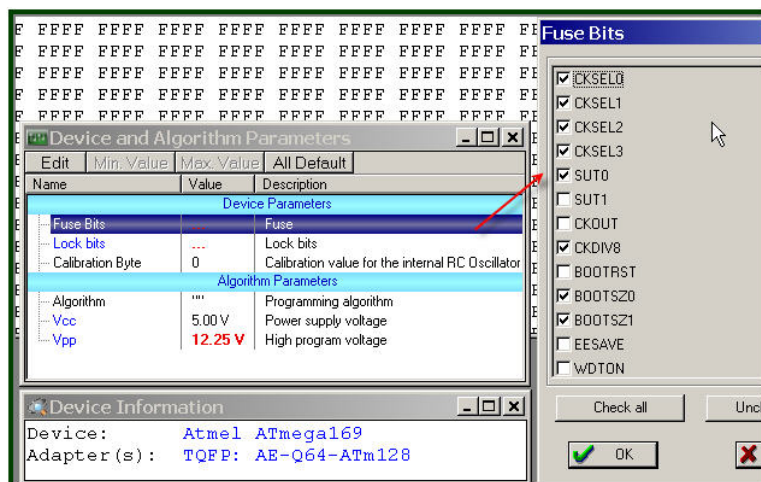 F FFFF FFFF FFFF FFFF FFFF FFFF FFFF FFFF F
F FFFF FFFF FFFF FFFF FFFF FFFF FFFF FFFF F
F FFFF FFFF FFFF FFFF FFFF FFFF FFFF FFFF F
F FFFF FFFF FFFF FFFF FFFF FFFF FFFF FFFF F
F FFFF FFFF FFFF FFFF FFFF FFFF FFFF FFFF F
Device and Algorithm Parameters
Edit Min. Value Max. Value All Default
Name Value Description
Device Parameters
Fuse Bits ... Fuse
Lock bits ... Lock bits
Calibration Byte 0 Calibration value for the internal RC Oscillator
Algorithm Parameters
Algorithm "" Programming algorithm
Vcc 5.00 V Power supply voltage
Vpp 12.25 V High program voltage
Device Information
Device: Atmel ATmega169
Adapter(s): TQFP: AE-Q64-ATm128
Fuse Bits
CKSEL0
CKSEL1
CKSEL2
CKSEL3
SUT0
SUT1
CKOUT
CKDIV8
BOOTRST
BOOTSZ0
BOOTSZ1
EESAVE
WDTON
Check all
OK